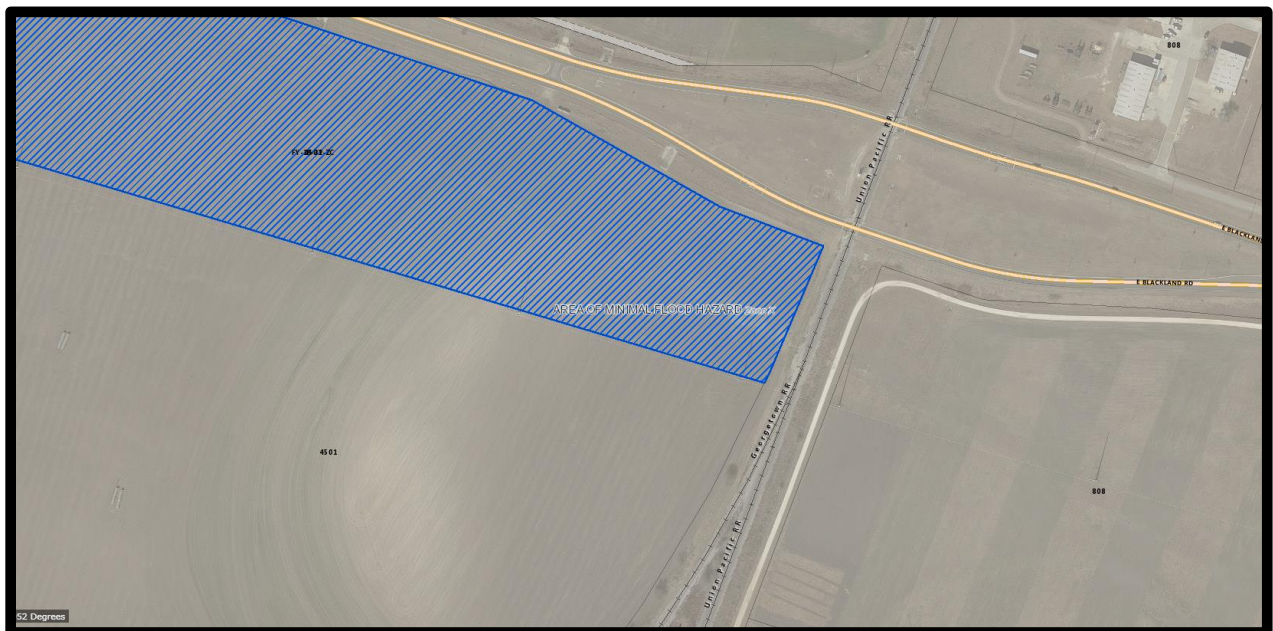 808
Union Pacific RR
E BLACKLAND
E BLACKLAND RD
AREA OF MINIMAL FLOOD HAZARD Zone X
Georgetown RR
4501
808
Union Pacific RR
52 Degrees